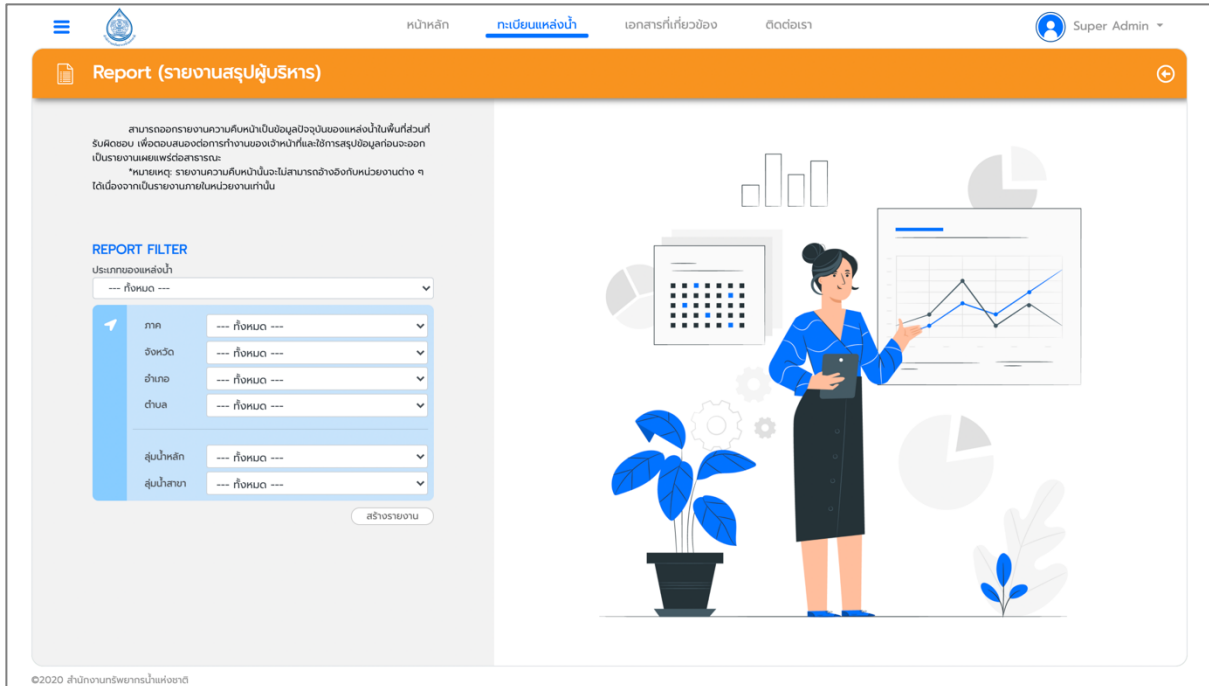 หน้าหลัก
ทะเบียนแหล่งน้ำ
เอกสารที่เกี่ยวข้อง
ติดต่อเรา
Super Admin
Report (รายงานสรุปผู้บริหาร)
สามารถออกรายงานความคืบหน้าเป็นข้อมูลปัจจุบันของแหล่งน้ำในพื้นที่ส่วนที่
รับผิดชอบ เพื่อตอบสนองต่อการทำงานของเจ้าหน้าที่และใช้การสรุปข้อมูลก่อนจะออก
เป็นรายงานเผยแพร่ต่อสาธารณะ
*หมายเหตุ: รายงานความคืบหน้านั้นจะไม่สามารถอ้างอิงกับหน่วยงานต่าง ๆ
ได้เนื่องจากเป็นรายงานภายในหน่วยงานเท่านั้น
REPORT FILTER
ประเภทของแหล่งน้ำ
--- ทั้งหมด ---
ภาค --- ทั้งหมด ---
จังหวัด --- ทั้งหมด ---
อำเภอ --- ทั้งหมด ---
ตำบล --- ทั้งหมด ---
ลุ่มน้ำหลัก --- ทั้งหมด ---
ลุ่มน้ำสาขา --- ทั้งหมด ---
สร้างรายงาน
©2020 สำนักงานทรัพยากรน้ำแห่งชาติ